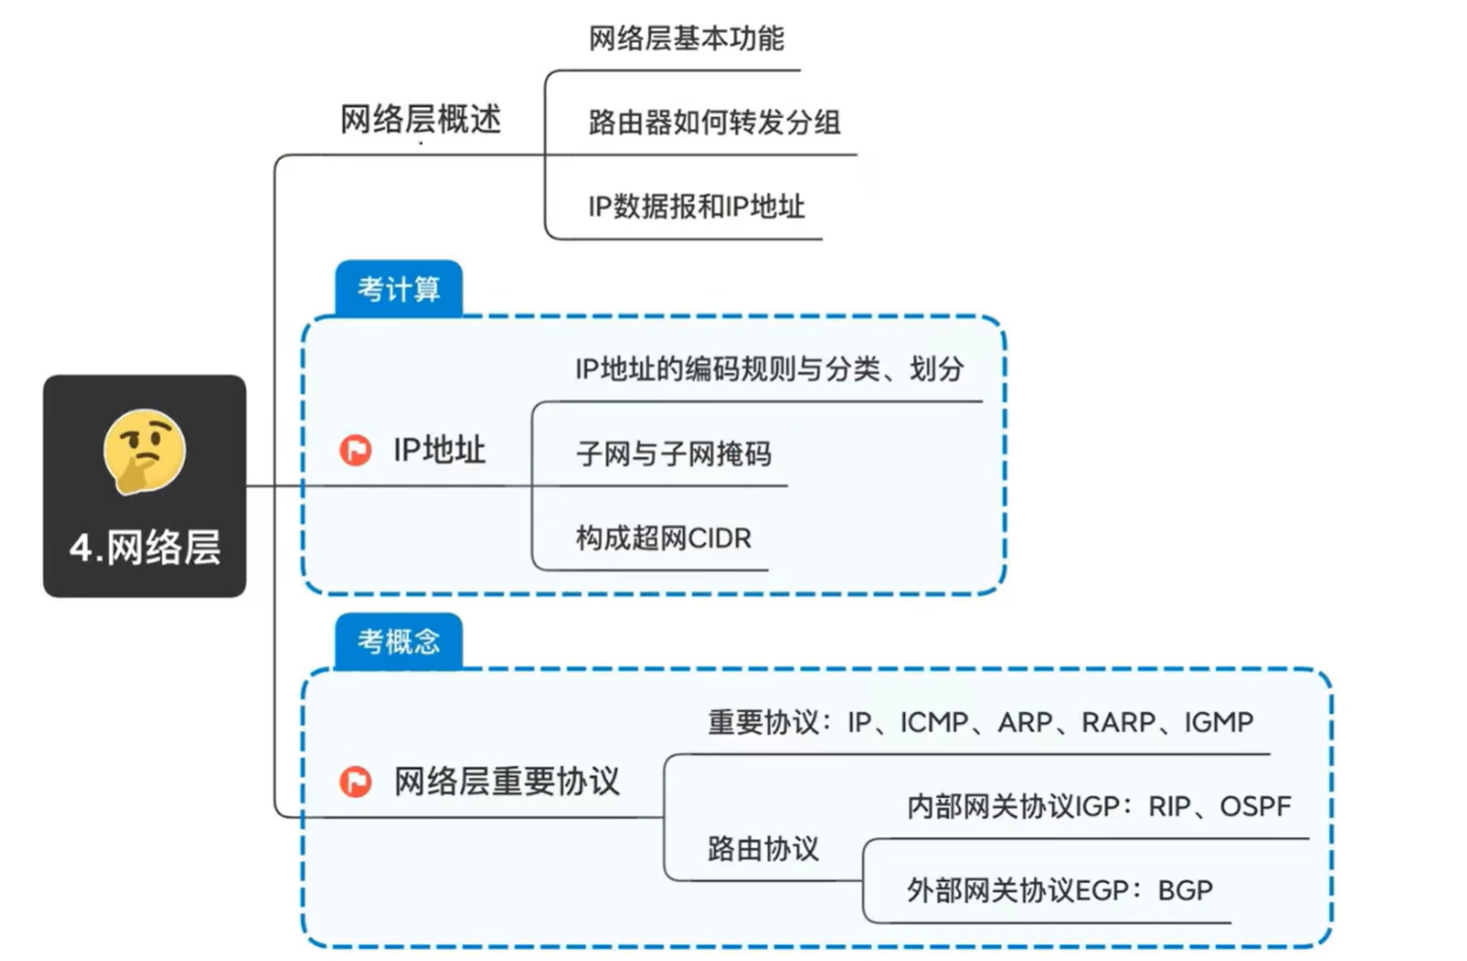 网络层基本功能
网络层概述
路由器如何转发分组
IP数据报和IP地址
考计算
IP地址的编码规则与分类、划分
IP地址
子网与子网掩码
构成超网CIDR
4.网络层
考概念
重要协议：IP、ICMP、ARP、RARP、IGMP
网络层重要协议
内部网关协议IGP：RIP、OSPF
路由协议
外部网关协议EGP：BGP